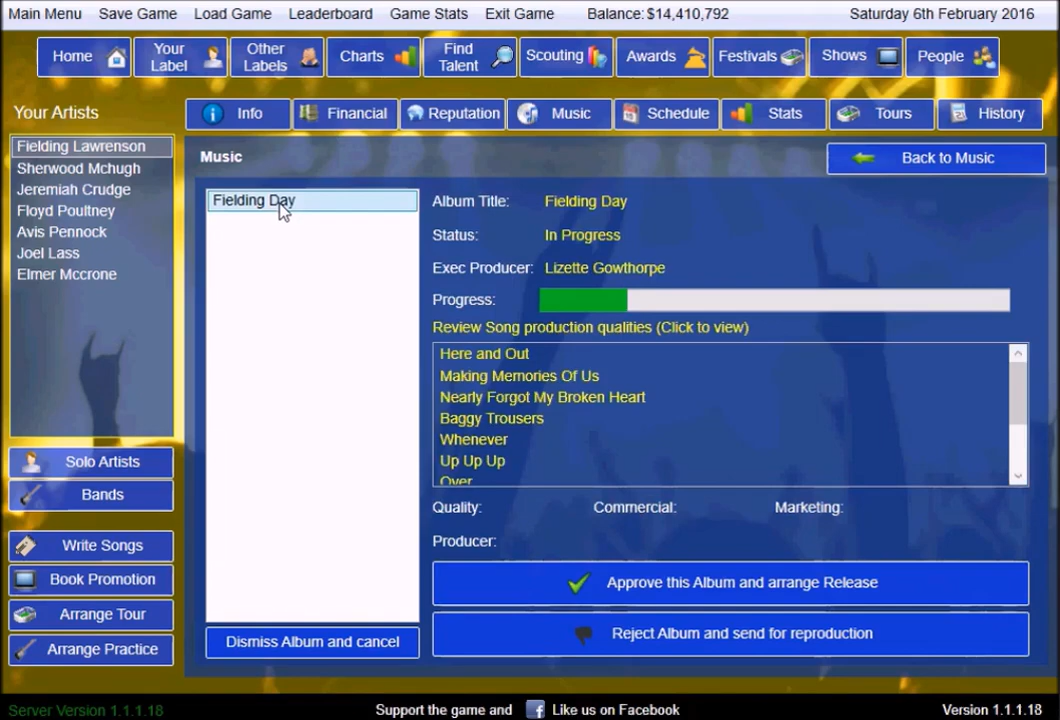 Main Menu Save Game Load Game Leaderboard Game Stats Exit Game Balance: $14,410,792 Saturday 6th February 2016
Home Your Label Other Labels Charts Find Talent Scouting Awards Festivals Shows People
Your Artists
Info Financial Reputation Music Schedule Stats Tours History
Fielding Lawrenson
Sherwood Mchugh
Jeremiah Crudge
Floyd Poultney
Avis Pennock
Joel Lass
Elmer Mccrone
Music
Back to Music
Fielding Day
Album Title: Fielding Day
Status: In Progress
Exec Producer: Lizette Gowthorpe
Progress:
Review Song production qualities (Click to view)
Here and Out
Making Memories Of Us
Nearly Forgot My Broken Heart
Baggy Trousers
Whenever
Up Up Up
Over
Quality: Commercial: Marketing:
Producer:
Solo Artists
Bands
Write Songs
Book Promotion
Arrange Tour
Arrange Practice
Approve this Album and arrange Release
Reject Album and send for reproduction
Dismiss Album and cancel
Server Version 1.1.1.18 Support the game and f Like us on Facebook Version 1.1.1.18